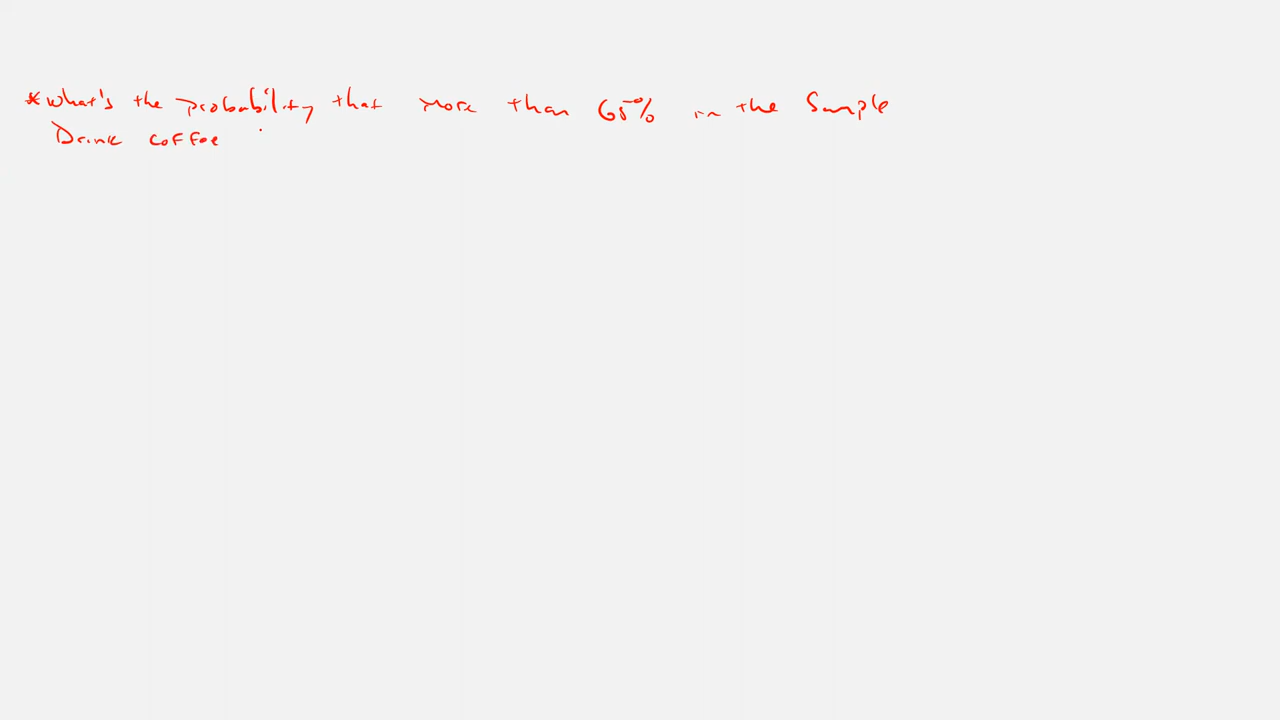 *What's the probability that more than 65% in the Sample
Drink coffee